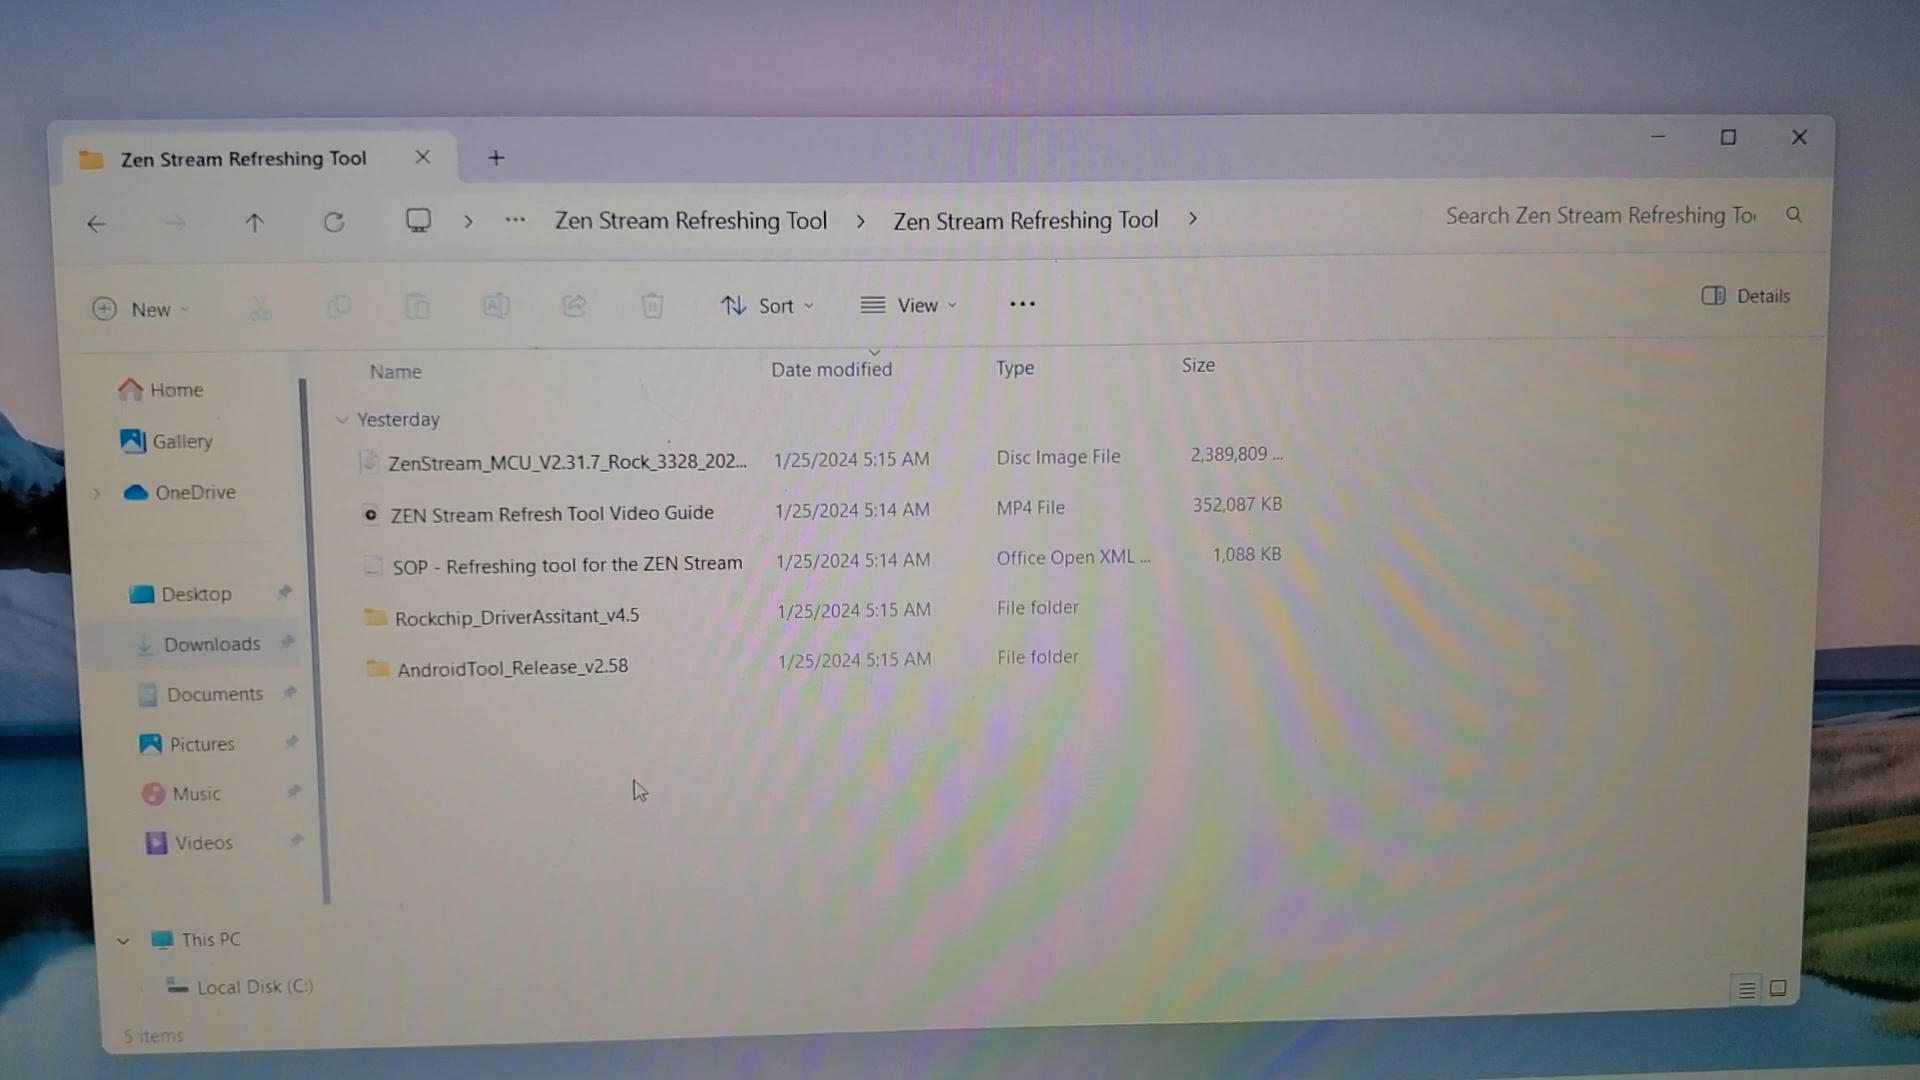 Zen Stream Refreshing Tool
Zen Stream Refreshing Tool > Zen Stream Refreshing Tool >
Search Zen Stream Refreshing To
New
Sort
View
Details
Name Date modified Type Size
Yesterday
ZenStream_MCU_V2.31.7_Rock_3328_202... 1/25/2024 5:15 AM Disc Image File 2,389,809 ...
ZEN Stream Refresh Tool Video Guide 1/25/2024 5:14 AM MP4 File 352,087 KB
SOP - Refreshing tool for the ZEN Stream 1/25/2024 5:14 AM Office Open XML ... 1,088 KB
Rockchip_DriverAssitant_v4.5 1/25/2024 5:15 AM File folder
AndroidTool_Release_v2.58 1/25/2024 5:15 AM File folder
Home
Gallery
OneDrive
Desktop
Downloads
Documents
Pictures
Music
Videos
This PC
Local Disk (C:)
5 items